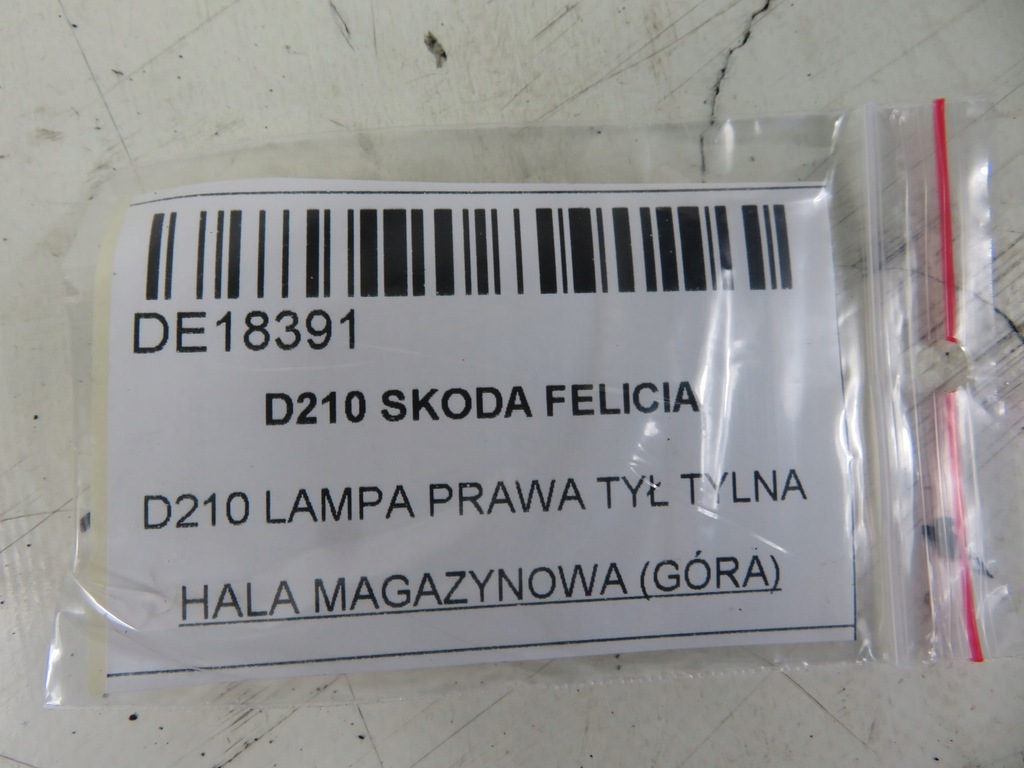 DE18391
D210 SKODA FELICIA
D210 LAMPA PRAWA TYŁ TYLNA
HALA MAGAZYNOWA (GÓRA)